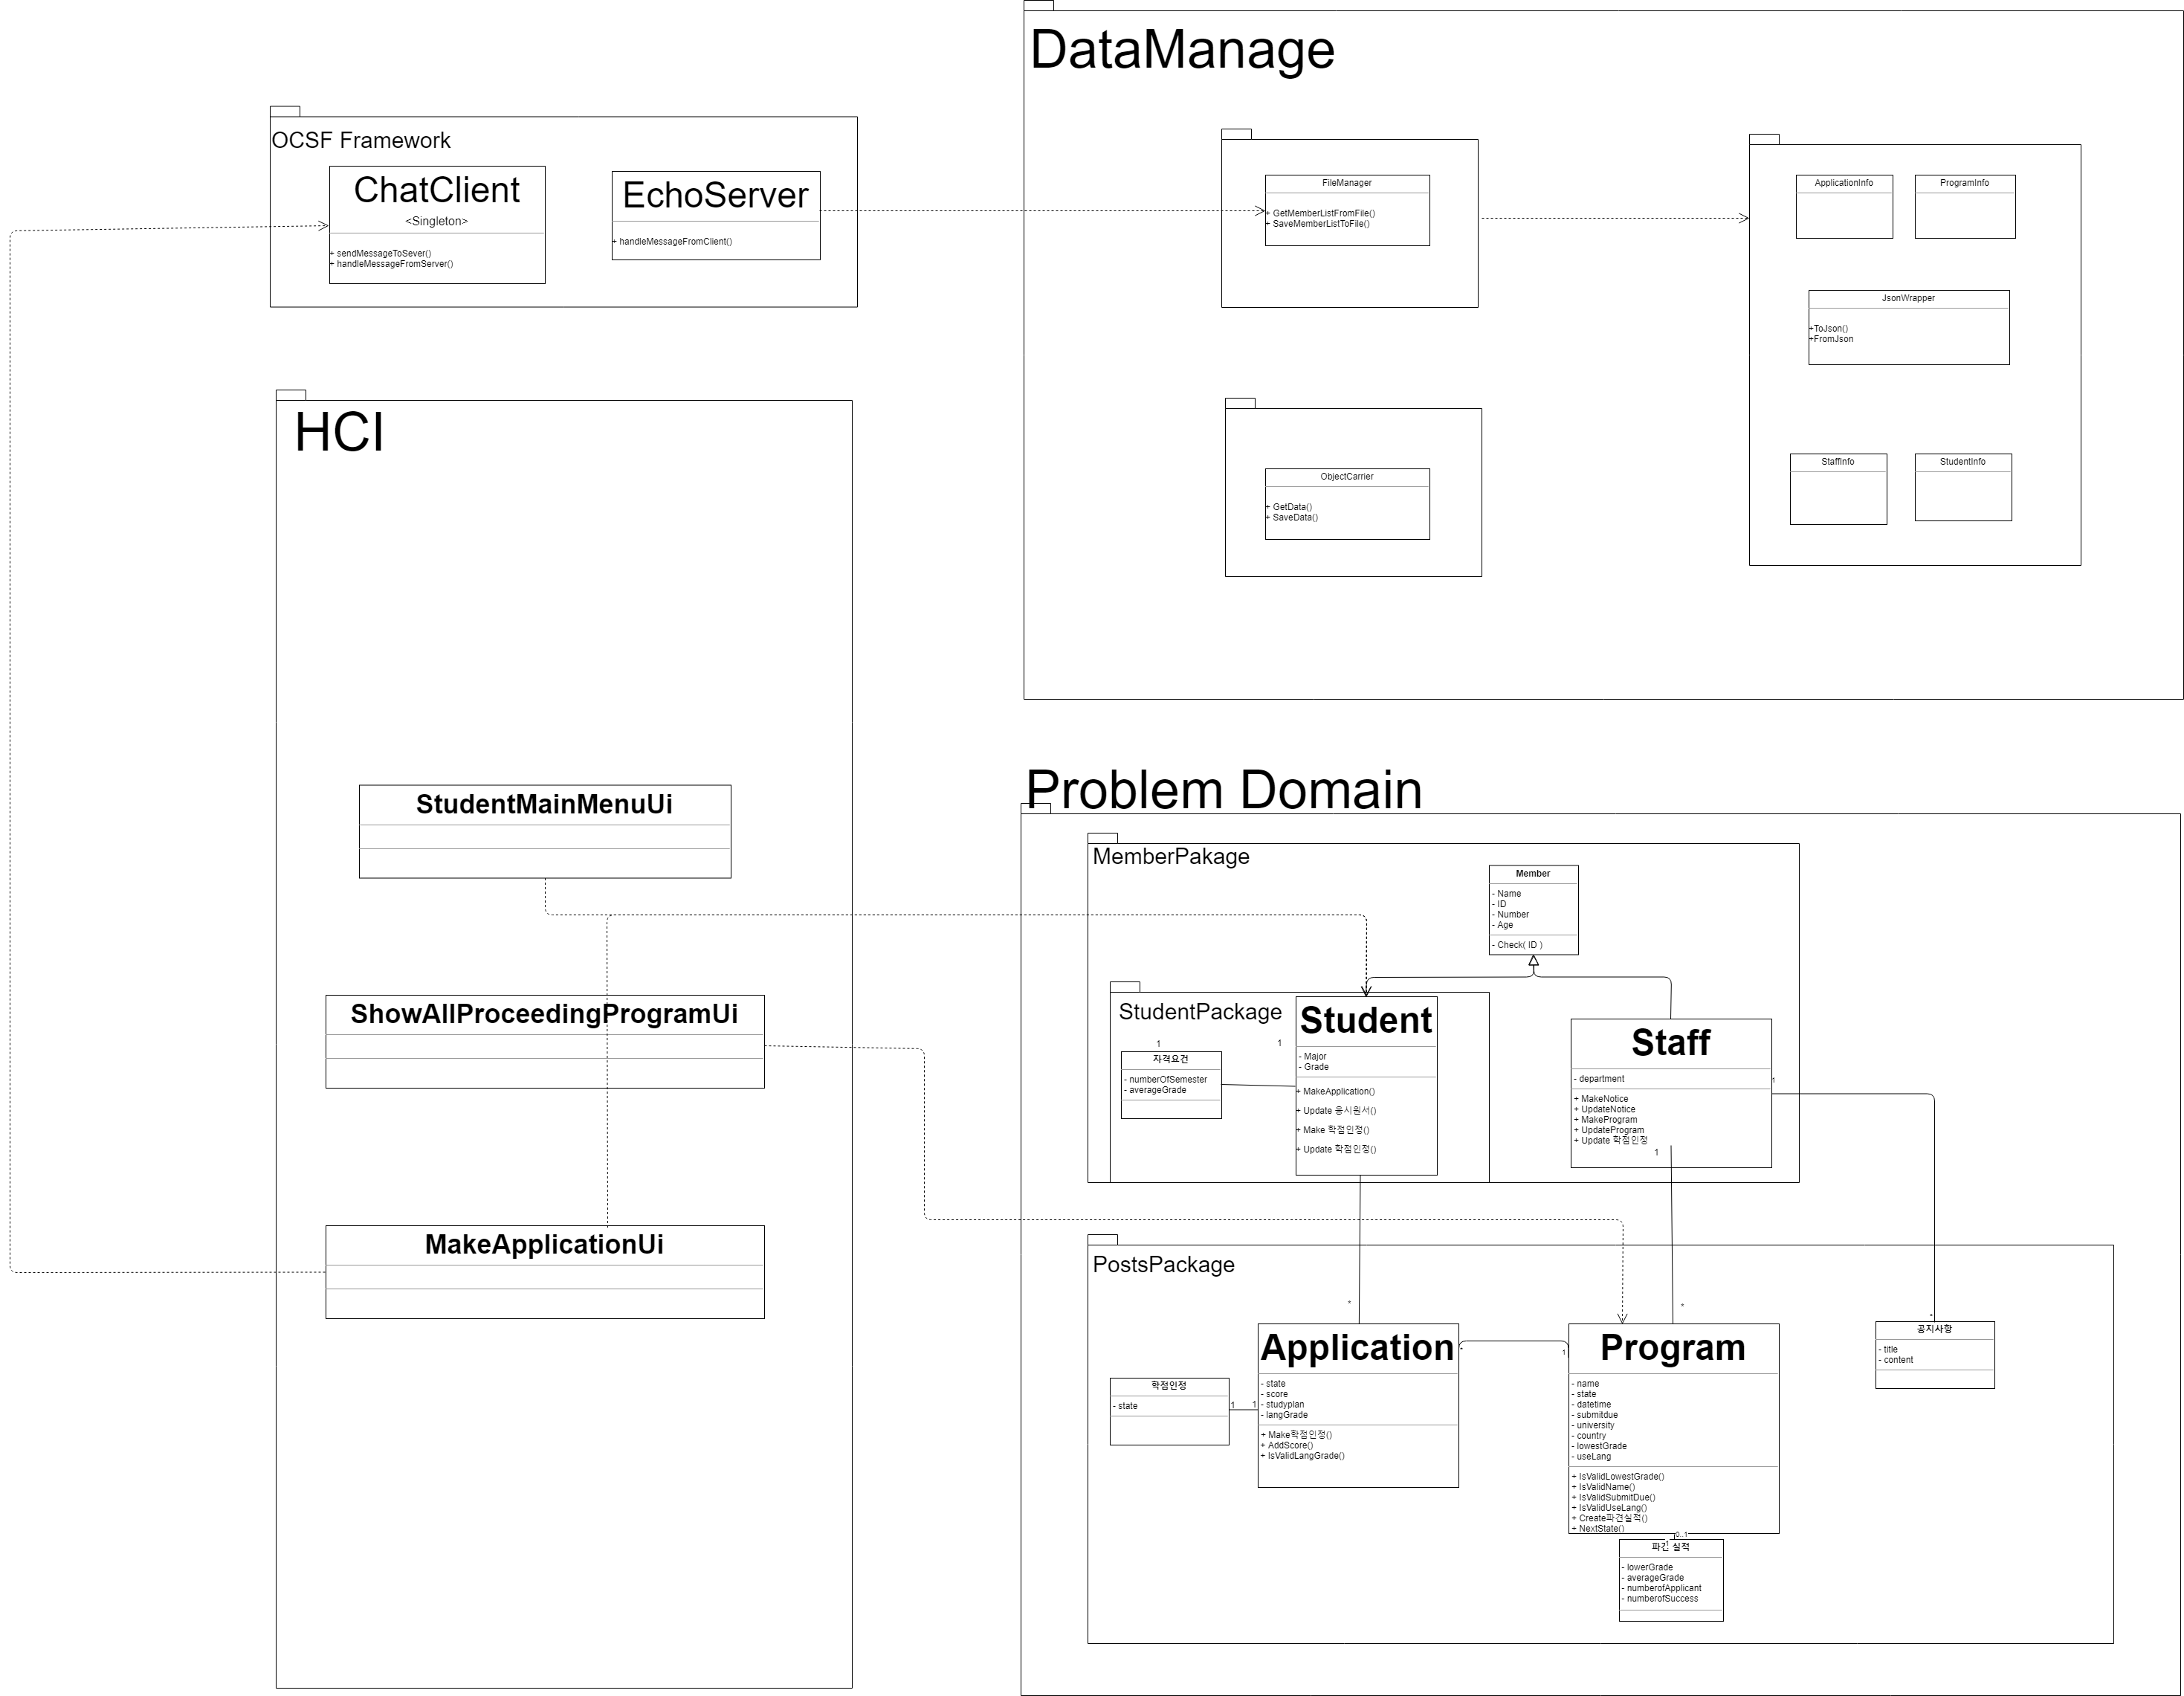 DataManage
OCSF Framework
ChatClient
<Singleton>
+ sendMessageToSever()
+ handleMessageFromServer()
EchoServer
+ handleMessageFromClient()
FileManager
+ GetMemberListFromFile()
+ SaveMemberListToFile()
ApplicationInfo
ProgramInfo
JsonWrapper
+ToJson()
+FromJson
StaffInfo
StudentInfo
ObjectCarrier
+ GetData()
+ SaveData()
HCI
StudentMainMenuUi
ShowAllProceedingProgramUi
MakeApplicationUi
Problem Domain
MemberPakage
Member
- Name
- ID
- Number
- Age
- Check( ID )
StudentPackage
1
1
자격요건
- numberOfSemester
- averageGrade
Student
- Major
- Grade
+ MakeApplication()
+ Update 응시원서()
+ Make 학점인정()
+ Update 학점인정()
Staff
- department
1
+ MakeNotice
+ UpdateNotice
+ MakeProgram
+ UpdateProgram
+ Update 학점인정
1
PostsPackage
*
*
*
학점인정
- state
1
1
Application
- state
- score
- studyplan
- langGrade
+ Make학점인정()
+ AddScore()
+ IsValidLangGrade()
*
1
Program
- name
- state
- datetime
- submitdue
- university
- country
- lowestGrade
- useLang
+ IsValidLowestGrade()
+ IsValidName()
+ IsValidSubmitDue()
+ IsValidUseLang()
+ Create파견실적()
+ NextState()
0..1
1
파견 실적
- lowerGrade
- averageGrade
- numberofApplicant
- numberofSuccess
공지사항
- title
- content